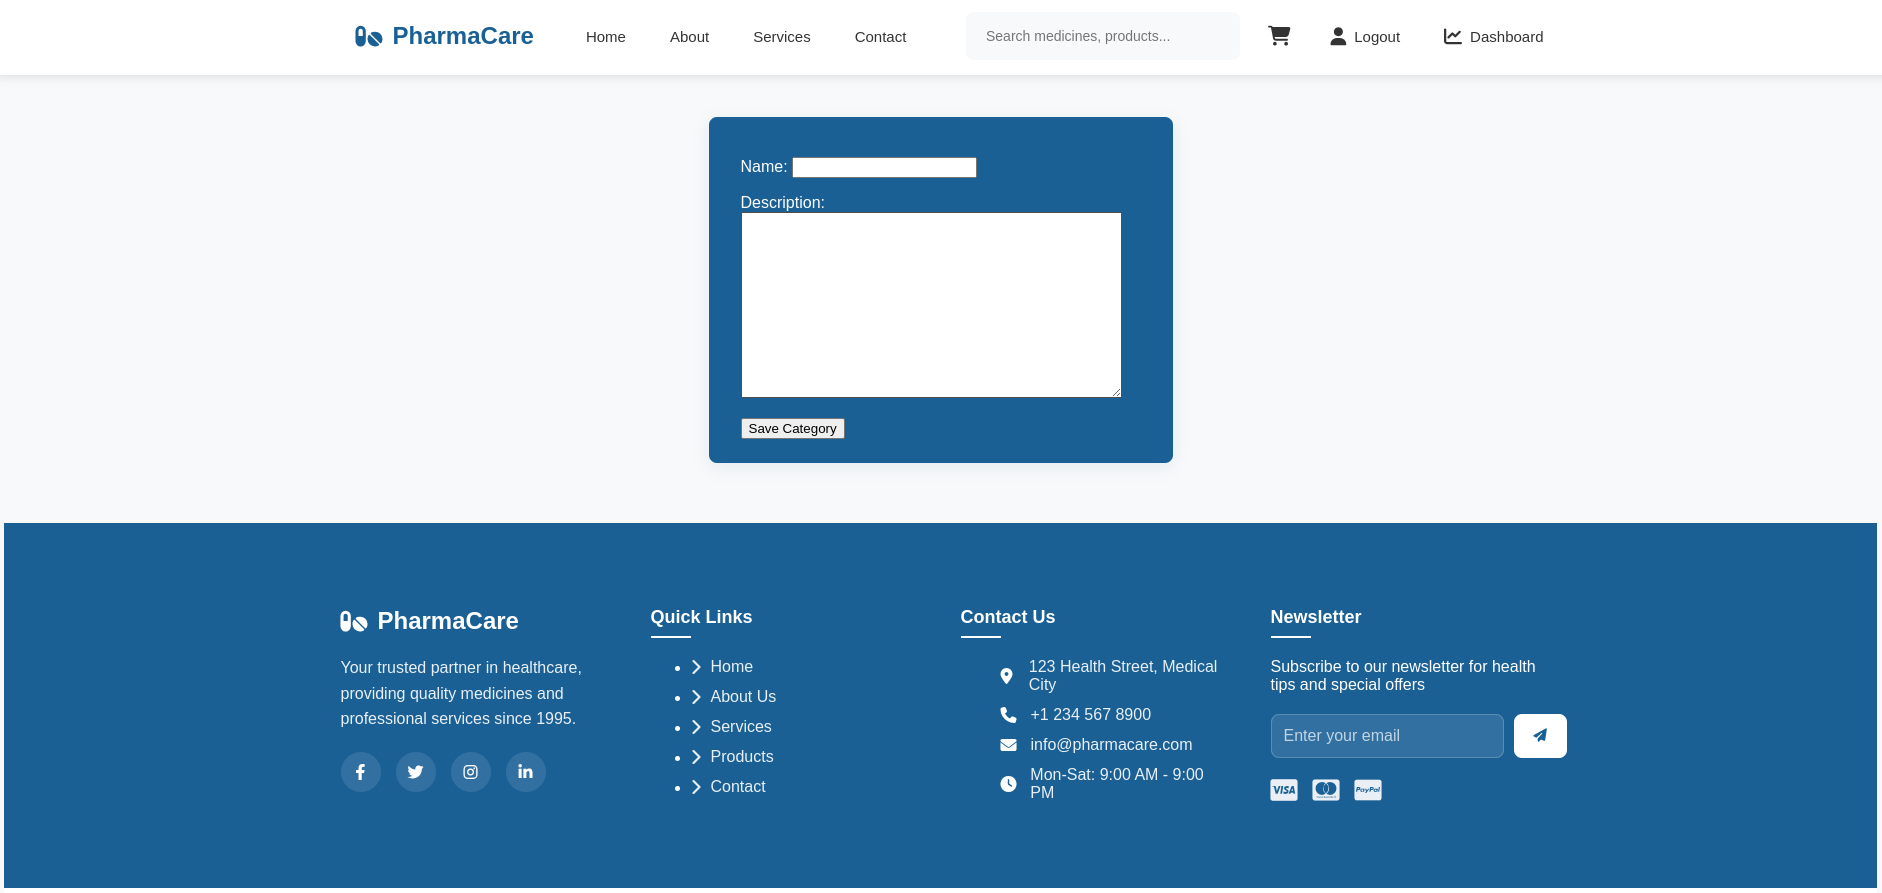 PharmaCare
Home
About
Services
Contact
Search medicines, products...
Logout
Dashboard
Name:
Description:
Save Category
PharmaCare
Your trusted partner in healthcare,
providing quality medicines and
professional services since 1995.
Quick Links
Home
About Us
Services
Products
Contact
Contact Us
123 Health Street, Medical
City
+1 234 567 8900
info@pharmacare.com
Mon-Sat: 9:00 AM - 9:00
PM
Newsletter
Subscribe to our newsletter for health
tips and special offers
Enter your email
VISA
PayPal